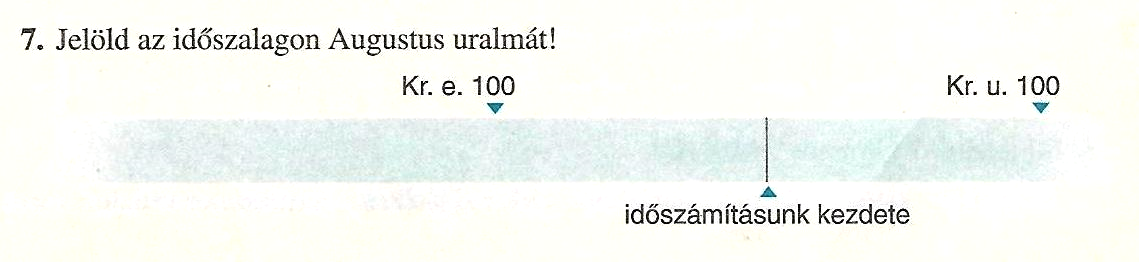 7. Jelöld az időszalagon Augustus uralmát!
Kr. e. 100 Kr. u. 100
időszámításunk kezdete